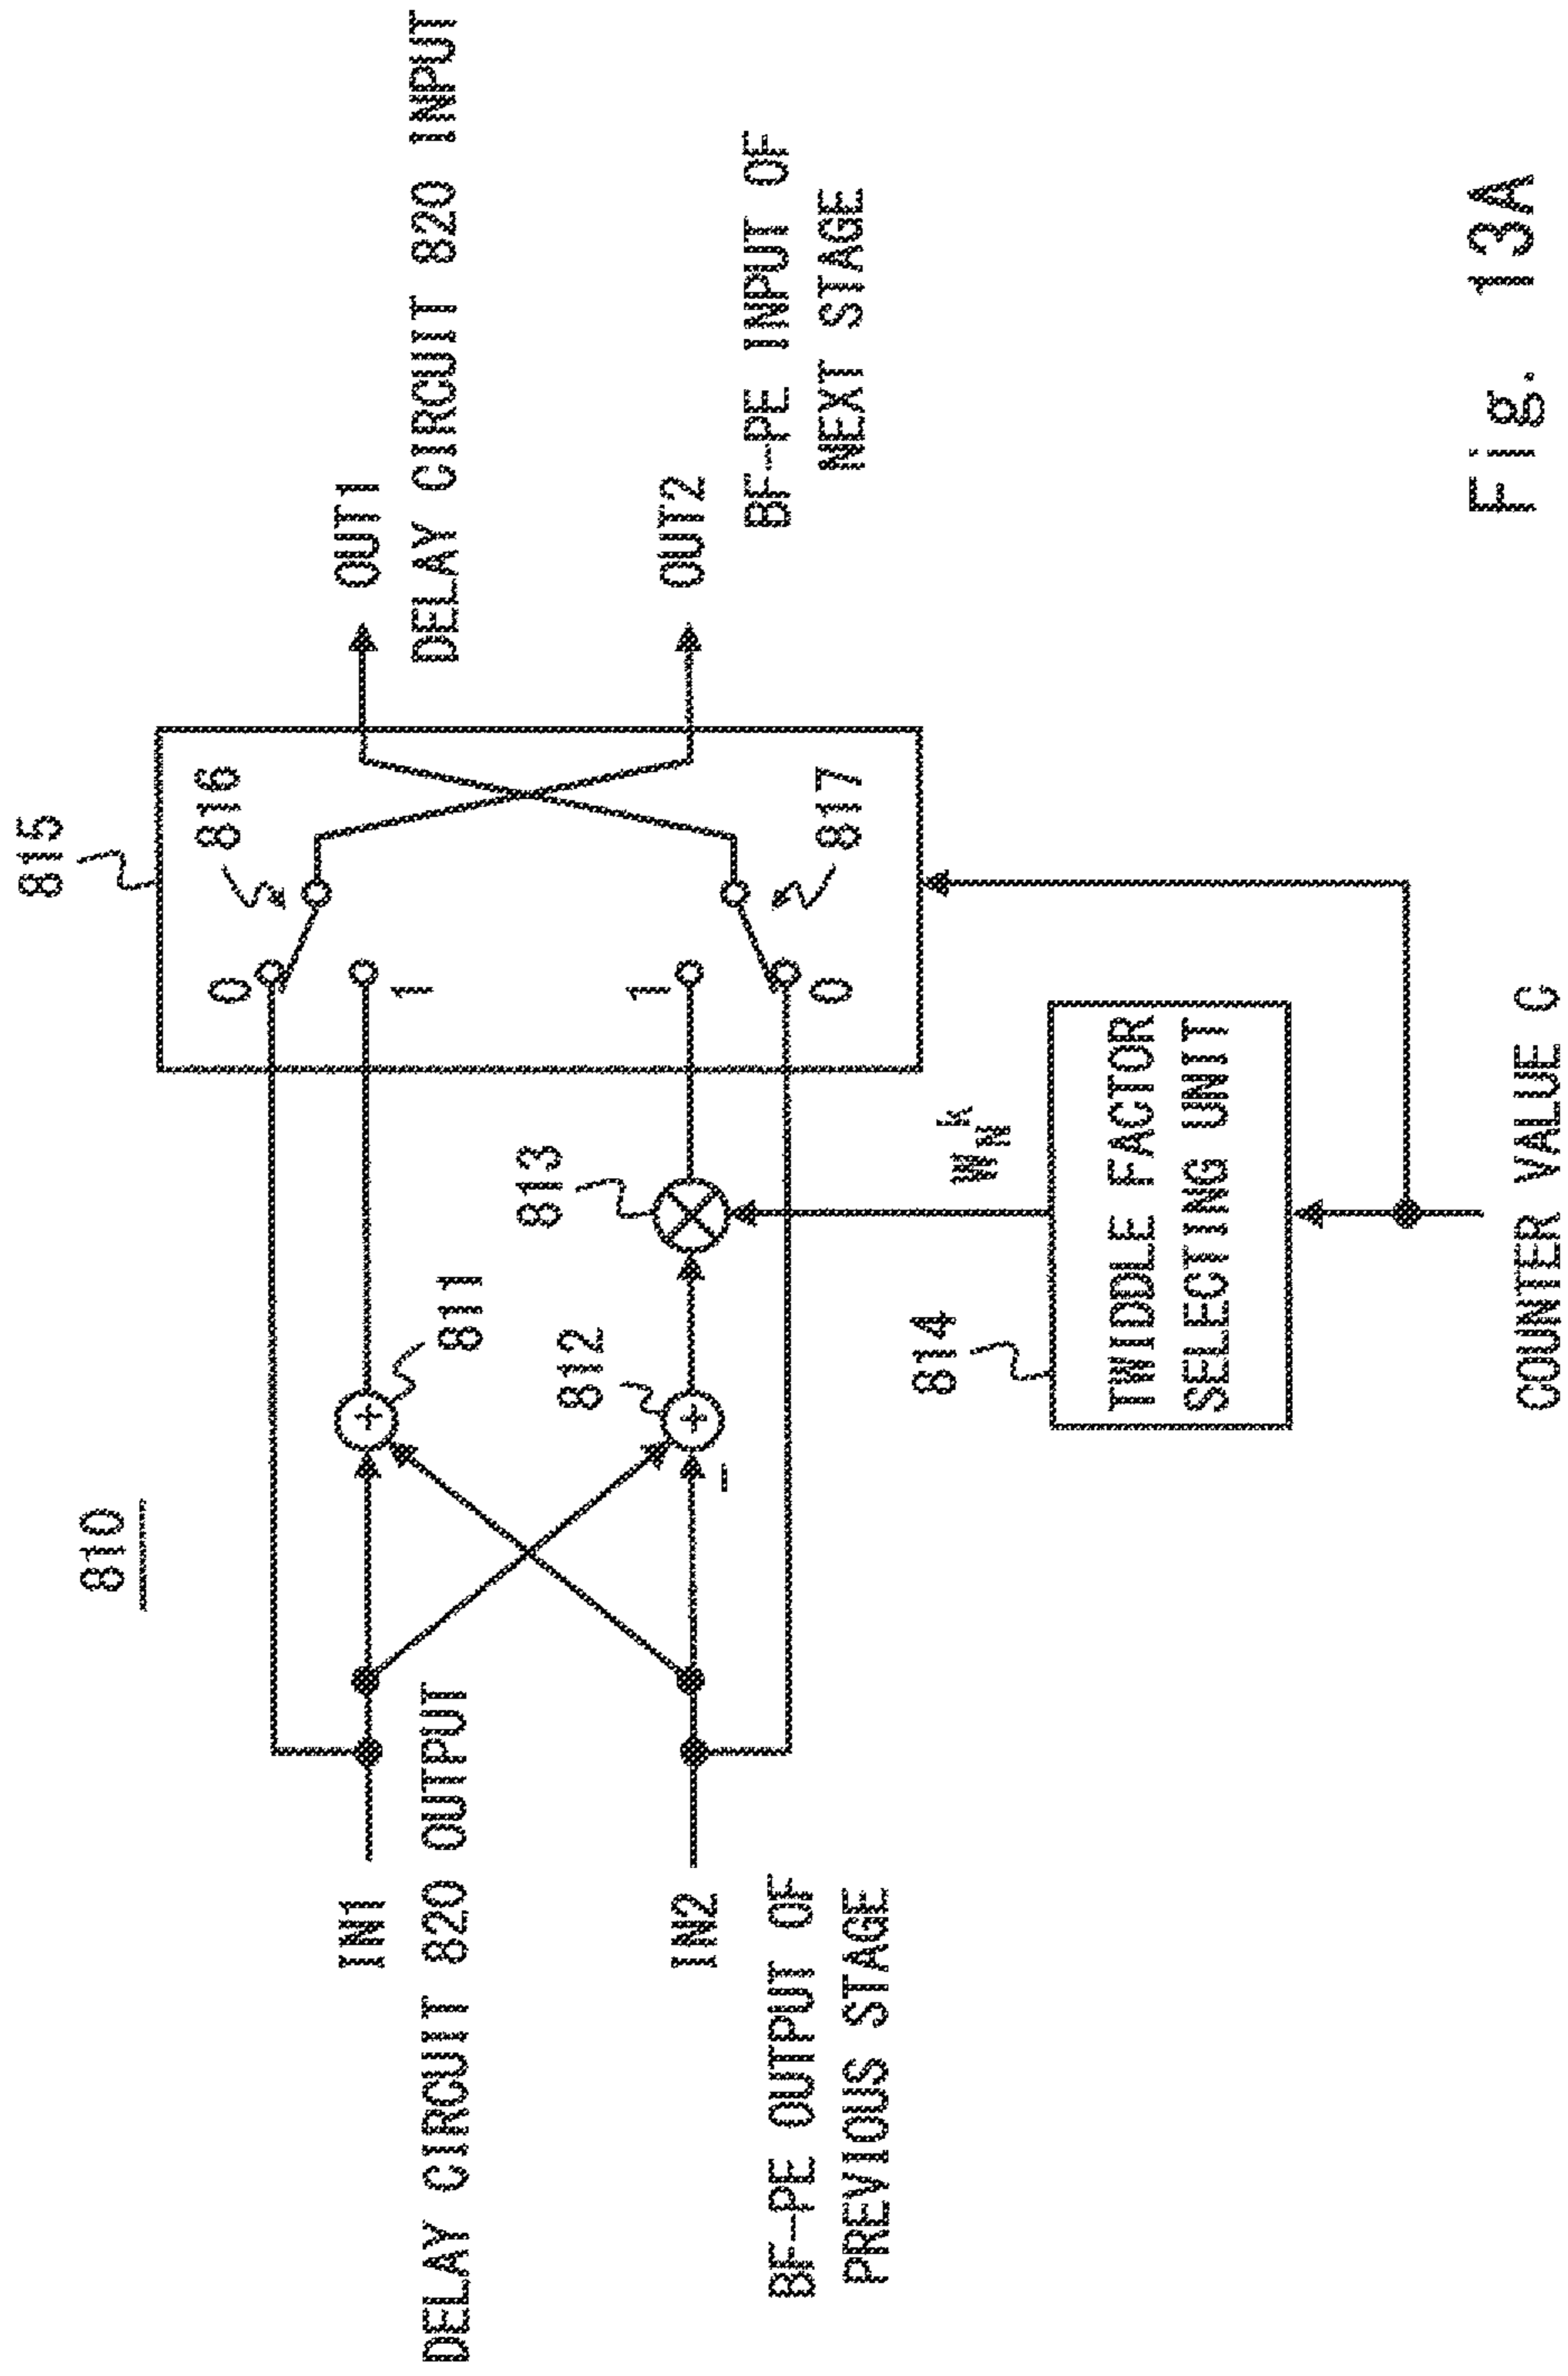 810
815
816
0
1
1
0
817
IN1
DELAY CIRCUIT 820 OUTPUT
IN2
BF-PE OUTPUT OF
PREVIOUS STAGE
811
812
813
W_N^k
814
TWIDDLE FACTOR
SELECTING UNIT
COUNTER VALUE C
+
+
−
OUT1
DELAY CIRCUIT 820 INPUT
OUT2
BF-PE INPUT OF
NEXT STAGE
Fig. 13A